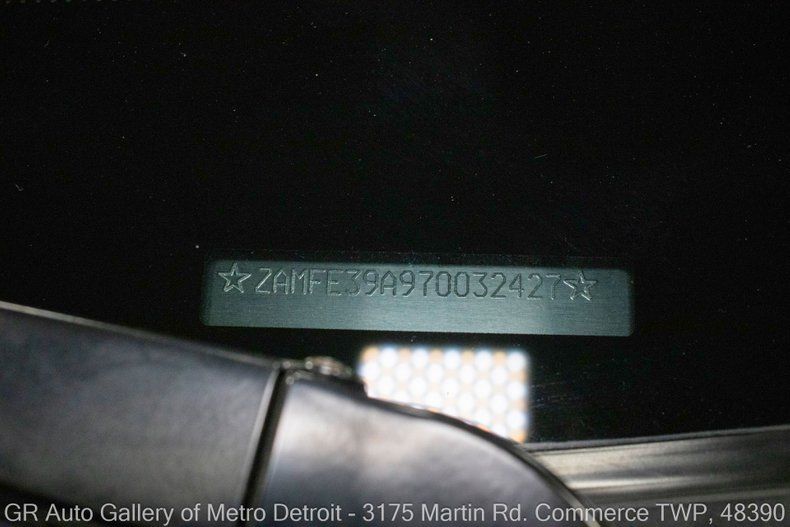 ☆ZAMFE39A970032427☆
GR Auto Gallery of Metro Detroit - 3175 Martin Rd. Commerce TWP, 48390